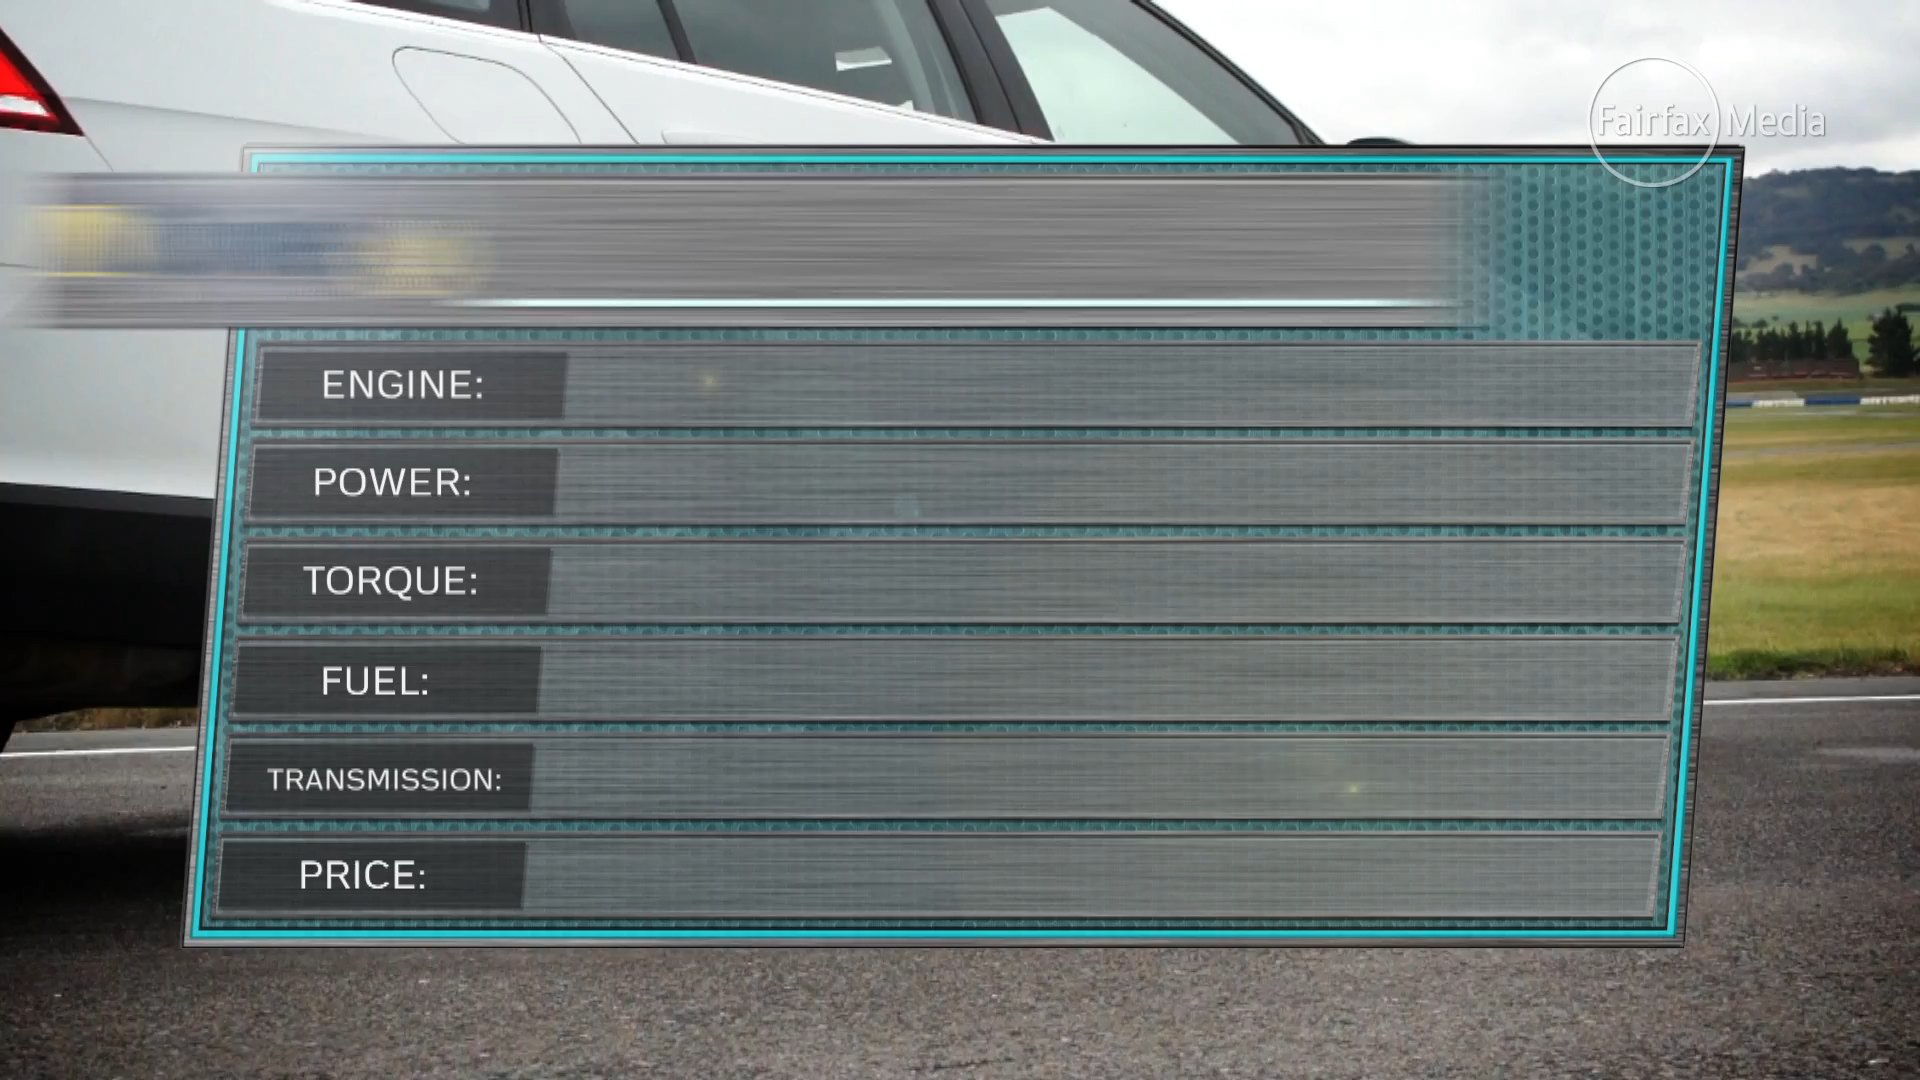 Fairfax Media
ENGINE:
POWER:
TORQUE:
FUEL:
TRANSMISSION:
PRICE: